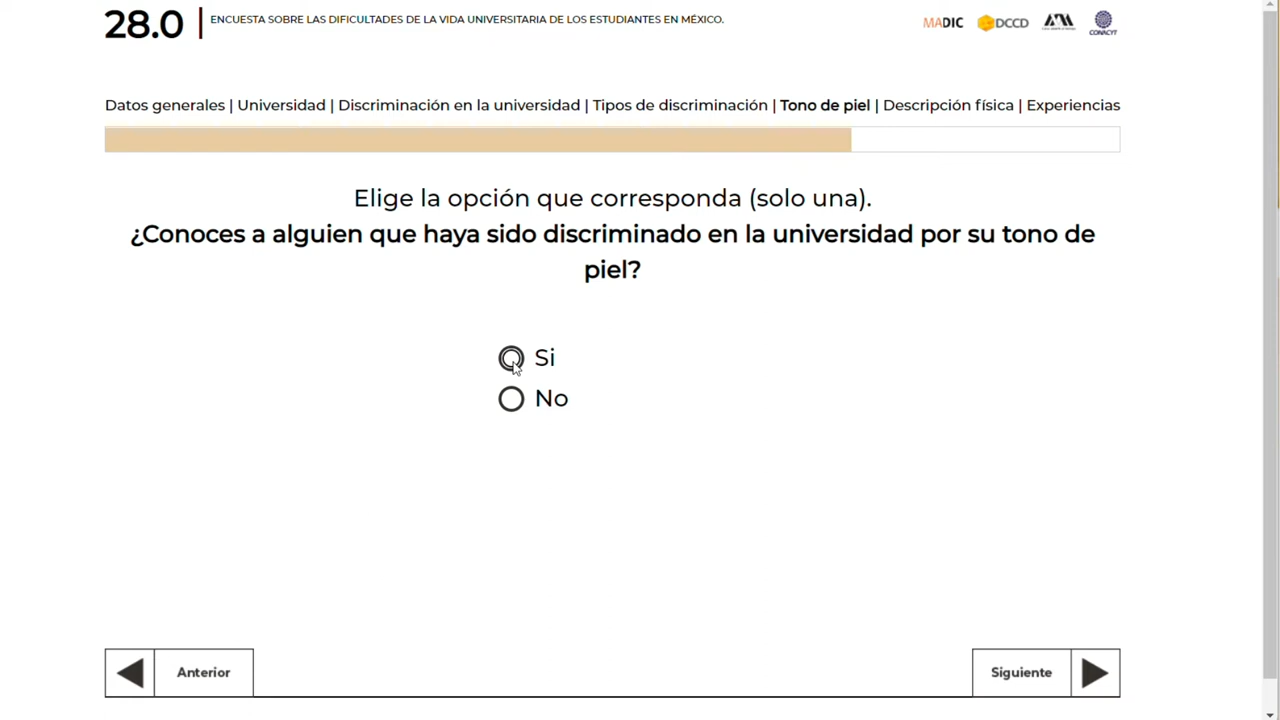 28.0
ENCUESTA SOBRE LAS DIFICULTADES DE LA VIDA UNIVERSITARIA DE LOS ESTUDIANTES EN MÉXICO.
MADIC DCCD CONACYT
Datos generales | Universidad | Discriminación en la universidad | Tipos de discriminación | Tono de piel | Descripción física | Experiencias
Elige la opción que corresponda (solo una).
¿Conoces a alguien que haya sido discriminado en la universidad por su tono de
piel?
Si
No
Anterior
Siguiente